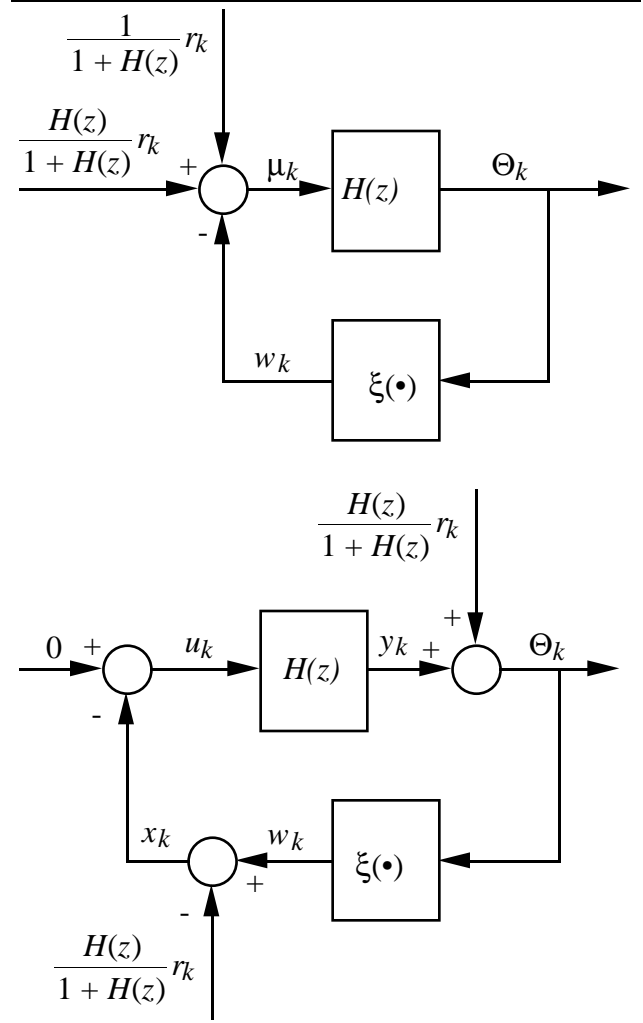 1
1 + H(z) r_k
H(z)
1 + H(z) r_k
+
μ_k
H(z)
Θ_k
-
w_k
ξ(•)
H(z)
1 + H(z) r_k
+
0
+
u_k
H(z)
y_k
+
Θ_k
-
x_k
w_k
ξ(•)
+
-
H(z)
1 + H(z) r_k